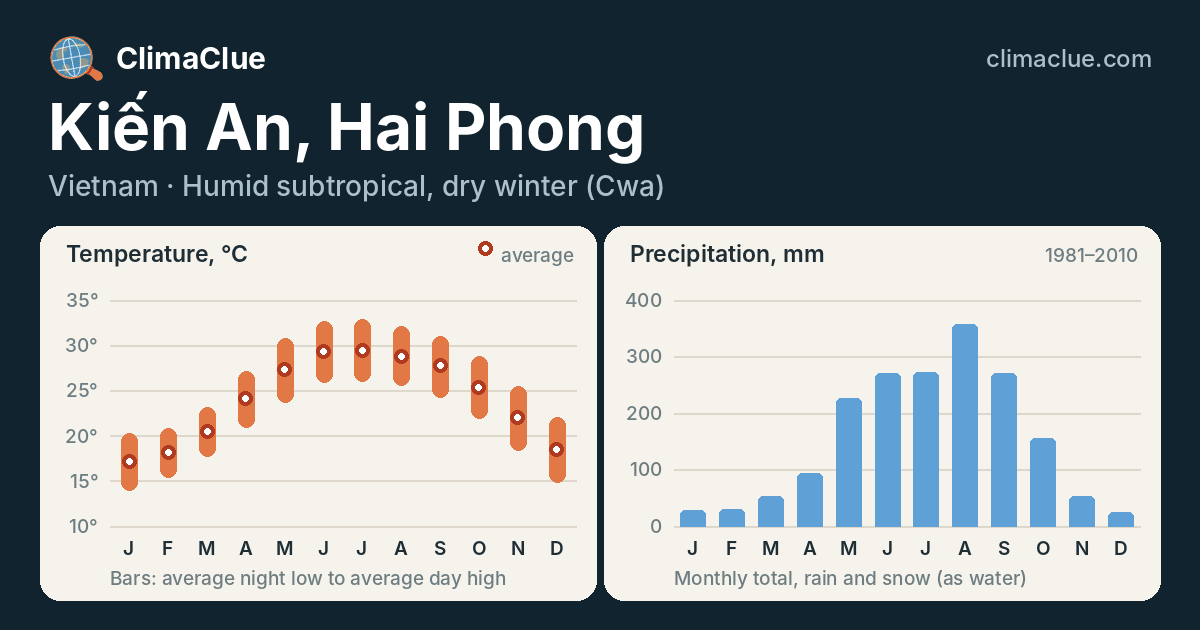 ClimaClue
climaclue.com
Kiến An, Hai Phong
Vietnam · Humid subtropical, dry winter (Cwa)
Temperature, °C
average
35°
30°
25°
20°
15°
10°
J F M A M J J A S O N D
Bars: average night low to average day high
Precipitation, mm
1981–2010
400
300
200
100
0
J F M A M J J A S O N D
Monthly total, rain and snow (as water)